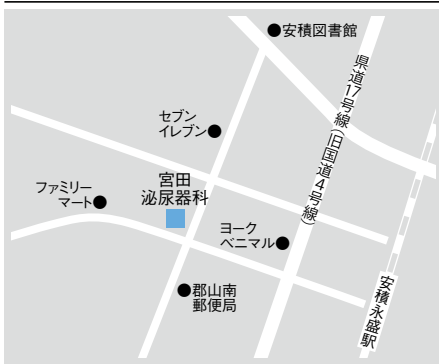 安積図書館
県道17号線(旧国道4号線)
セブン
イレブン
ファミリー
マート
宮田
泌尿器科
ヨーク
ベニマル
郡山南
郵便局
安積永盛駅